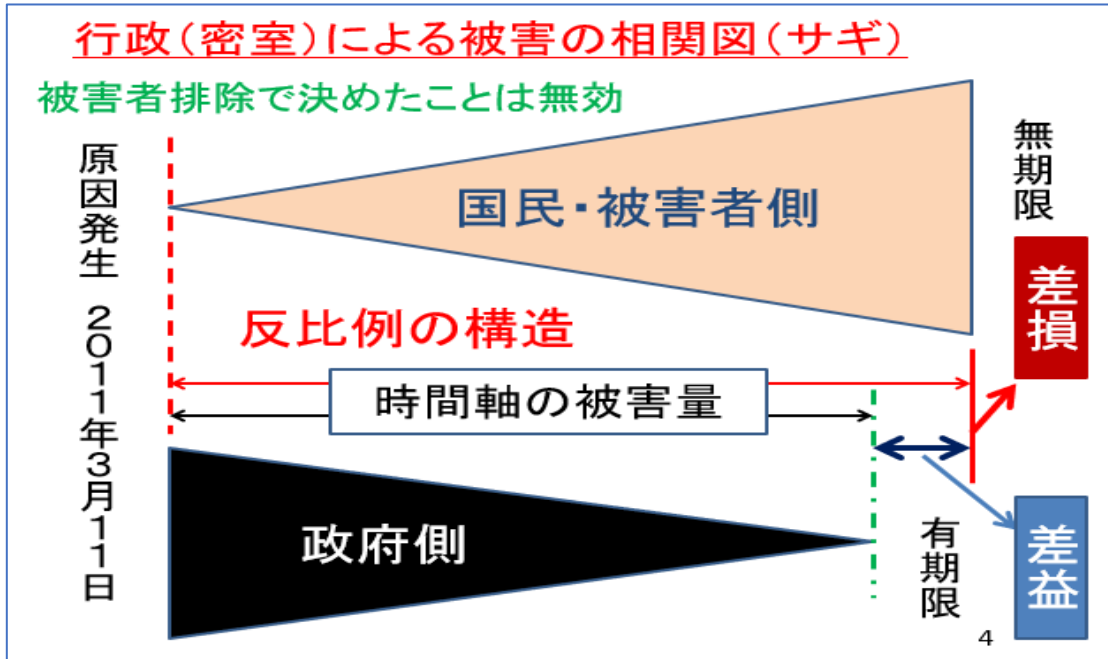 行政（密室）による被害の相関図（サギ）
被害者排除で決めたことは無効
原因発生　２０１１年３月１１日
国民・被害者側
無期限
差損
反比例の構造
時間軸の被害量
政府側
有期限
差益
4